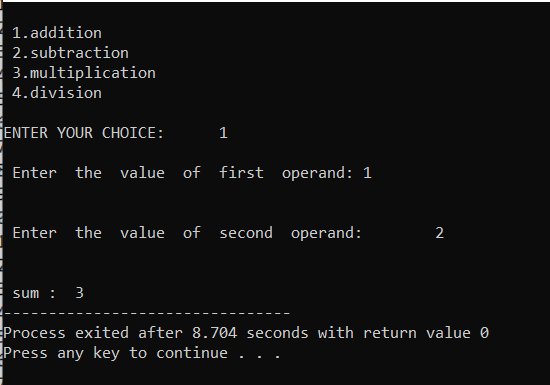 1.addition
2.subtraction
3.multiplication
4.division
ENTER YOUR CHOICE: 1
Enter the value of first operand: 1
Enter the value of second operand: 2
sum : 3
--------------------------------
Process exited after 8.704 seconds with return value 0
Press any key to continue . . .